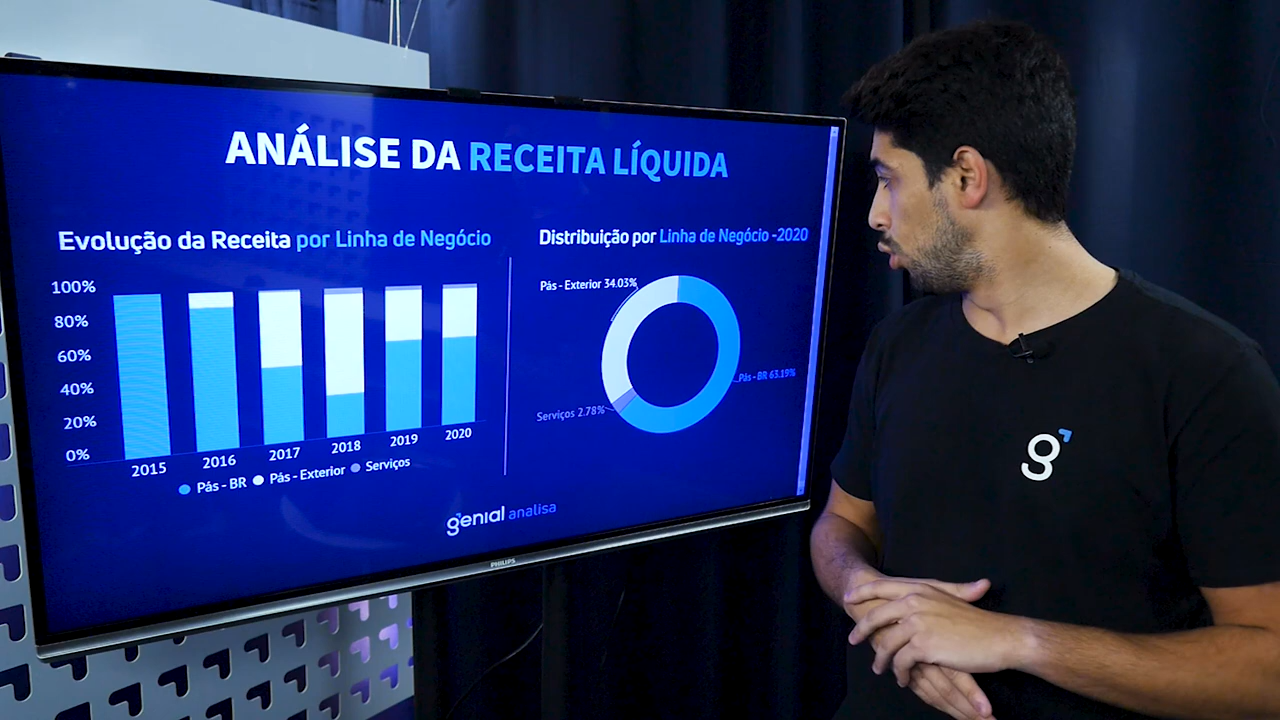 ANÁLISE DA RECEITA LÍQUIDA
Evolução da Receita por Linha de Negócio
100%
80%
60%
40%
20%
0%
2015 2016 2017 2018 2019 2020
Pás - BR Pás - Exterior Serviços
Distribuição por Linha de Negócio -2020
Pás - Exterior 34.03%
Pás - BR 63.19%
Serviços 2.78%
genial analisa
PHILIPS
g